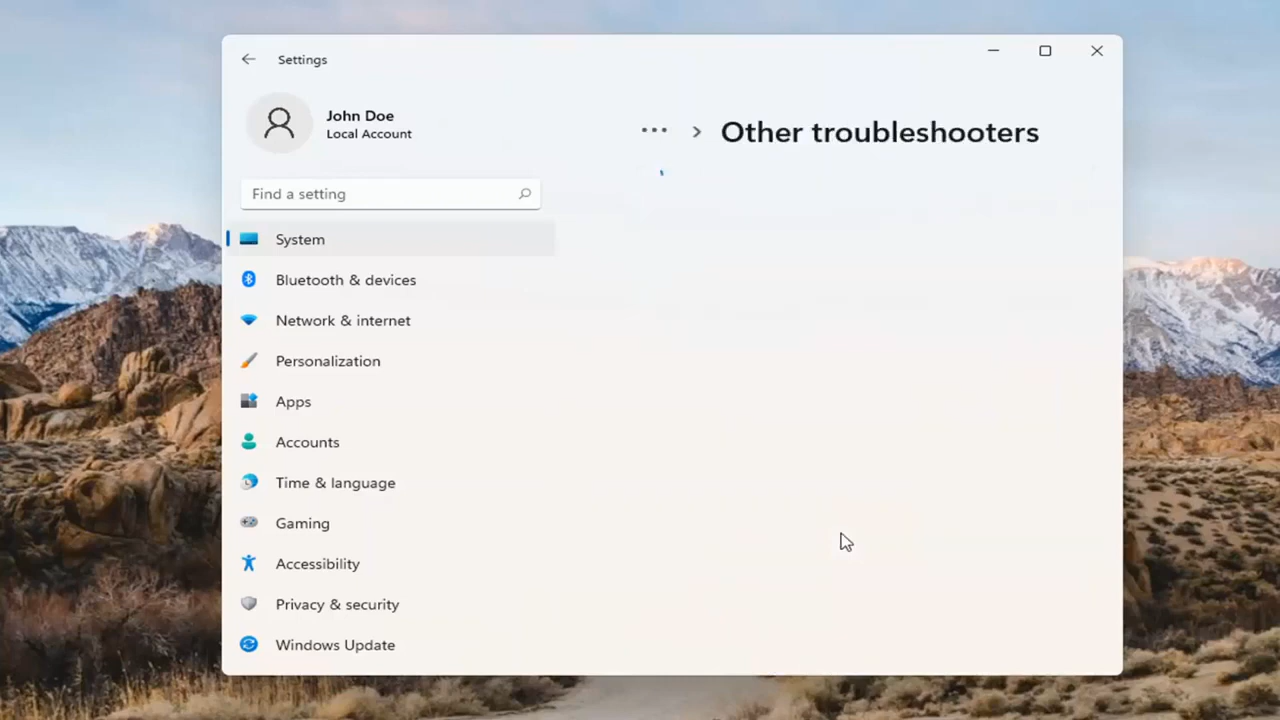 Settings
John Doe
Local Account
Find a setting
System
Bluetooth & devices
Network & internet
Personalization
Apps
Accounts
Time & language
Gaming
Accessibility
Privacy & security
Windows Update
... > Other troubleshooters